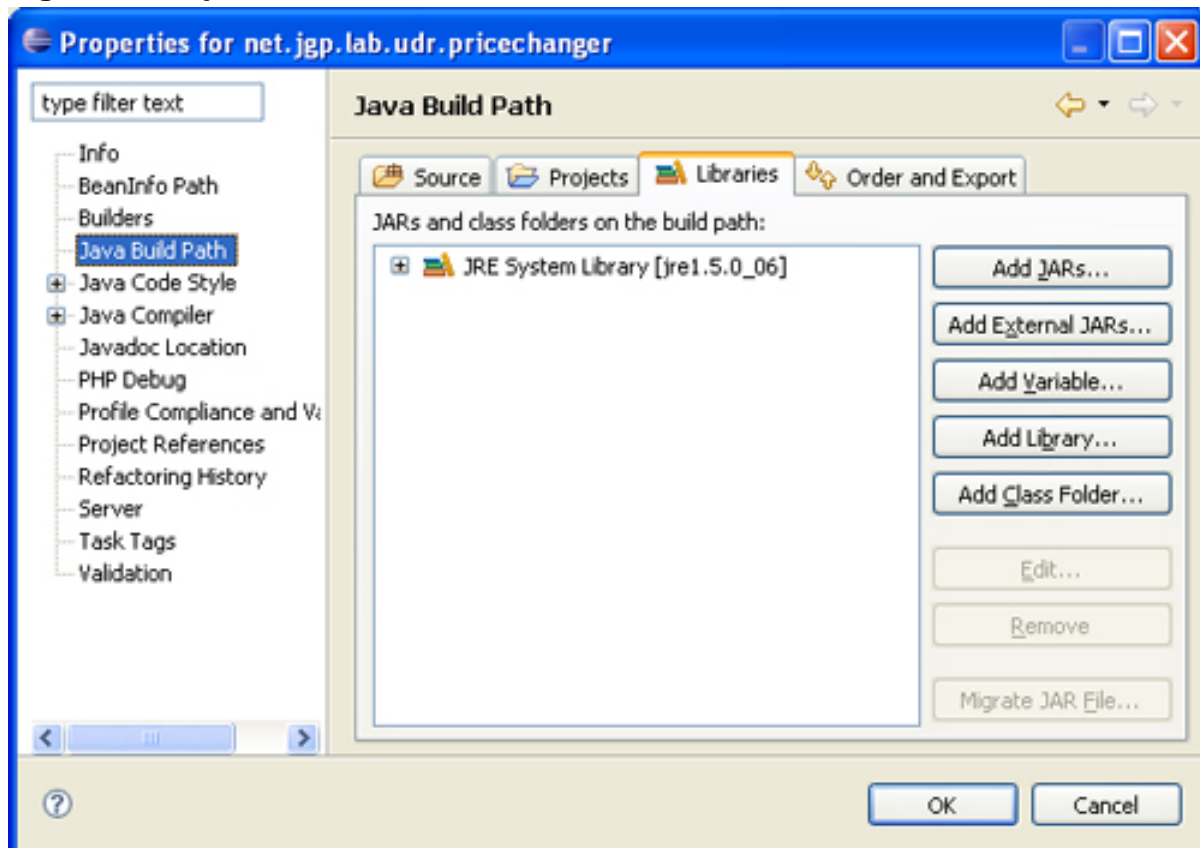 Properties for net.jgp.lab.udr.pricechanger
type filter text
Info
BeanInfo Path
Builders
Java Build Path
Java Code Style
Java Compiler
Javadoc Location
PHP Debug
Profile Compliance and Va
Project References
Refactoring History
Server
Task Tags
Validation
Java Build Path
Source Projects Libraries Order and Export
JARs and class folders on the build path:
JRE System Library [jre1.5.0_06]
Add JARs...
Add External JARs...
Add Variable...
Add Library...
Add Class Folder...
Edit...
Remove
Migrate JAR File...
OK Cancel